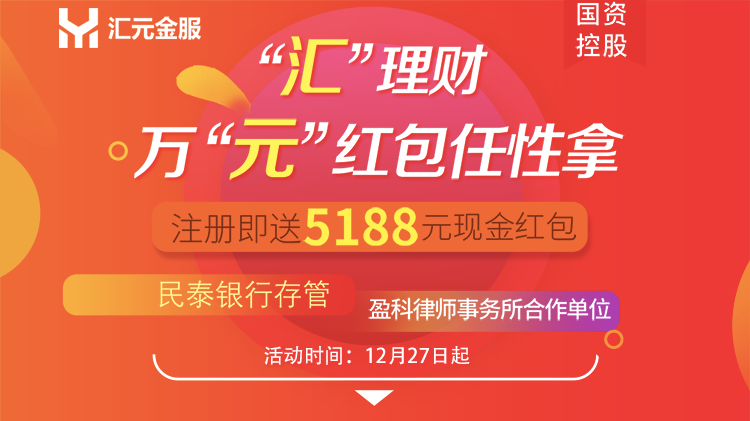 汇元金服
国资
控股
“汇”理财
万“元”红包任性拿
注册即送5188元现金红包
民泰银行存管
盈科律师事务所合作单位
活动时间：12月27日起